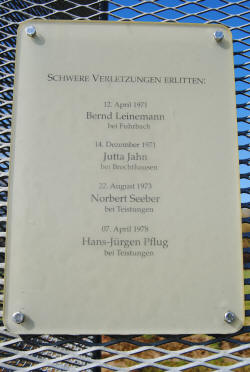 SCHWERE VERLETZUNGEN ERLITTEN:
12. April 1971
Bernd Leinemann
bei Fuhrbach
14. Dezember 1971
Jutta Jahn
bei Brochthausen
22. August 1973
Norbert Seeber
bei Teistungen
07. April 1978
Hans-Jürgen Pflug
bei Teistungen